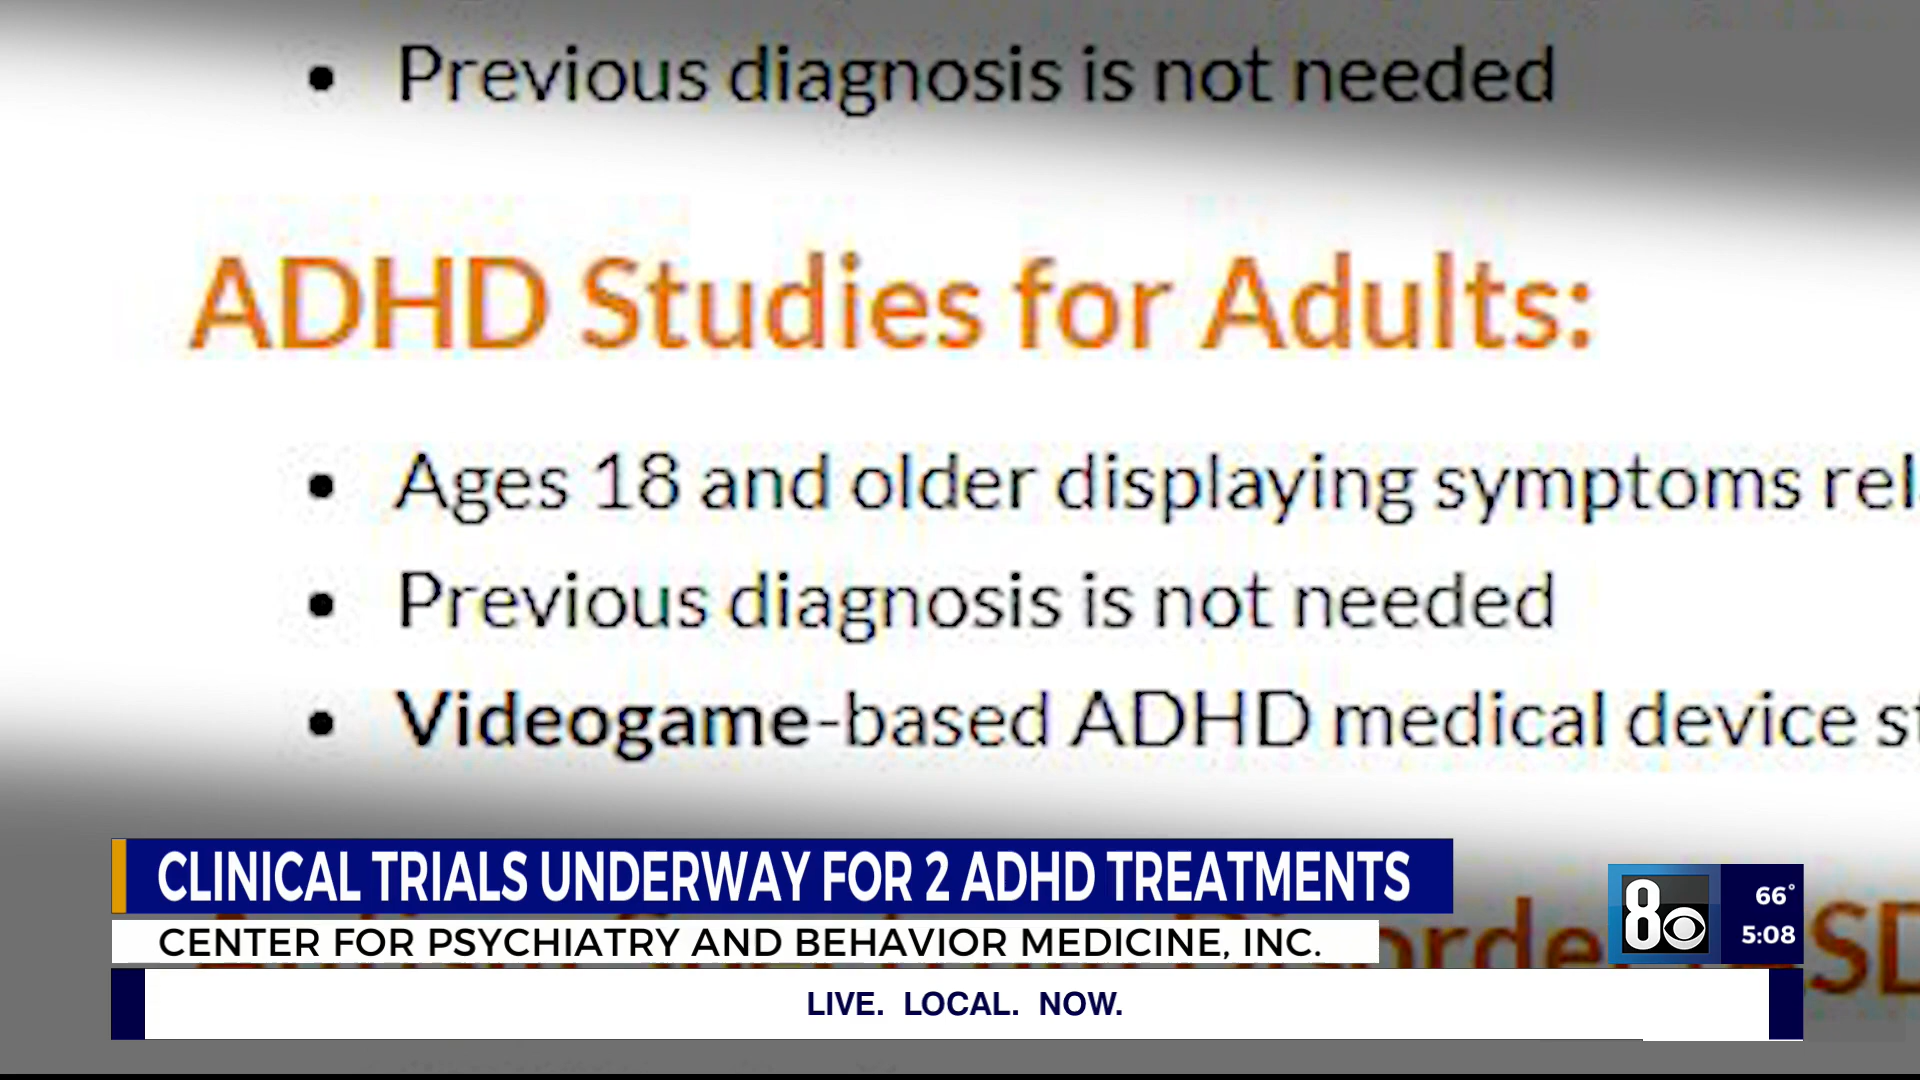 Previous diagnosis is not needed
ADHD Studies for Adults:
Ages 18 and older displaying symptoms
Previous diagnosis is not needed
Videogame-based ADHD medical device
CLINICAL TRIALS UNDERWAY FOR 2 ADHD TREATMENTS
CENTER FOR PSYCHIATRY AND BEHAVIOR MEDICINE, INC.
8
66°
5:08
LIVE. LOCAL. NOW.